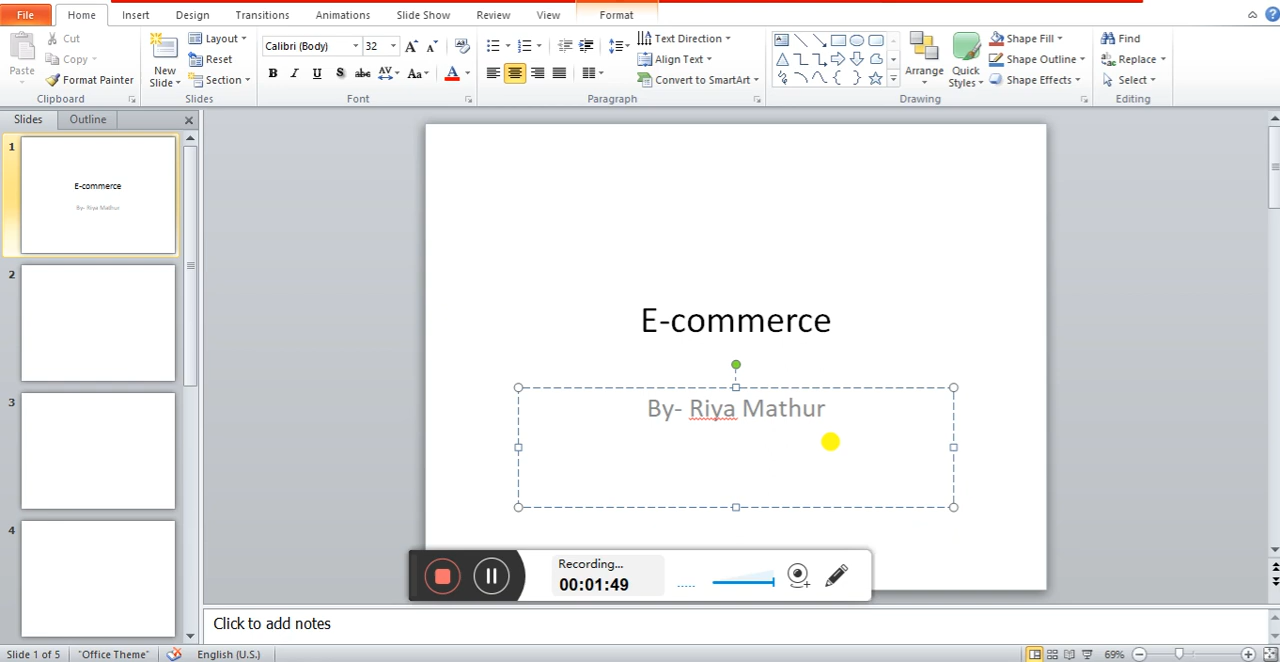 File Home Insert Design Transitions Animations Slide Show Review View Format
Paste
Cut
Copy
Format Painter
Clipboard
New Slide
Layout
Reset
Section
Slides
Calibri (Body) 32
B I U S abc AV Aa A
Font
Text Direction
Align Text
Convert to SmartArt
Paragraph
Arrange
Quick Styles
Shape Fill
Shape Outline
Shape Effects
Drawing
Find
Replace
Select
Editing
Slides Outline
1
E-commerce
By- Riya Mathur
2
3
4
E-commerce
By- Riya Mathur
Recording...
00:01:49
Click to add notes
Slide 1 of 5 "Office Theme" English (U.S.) 69%